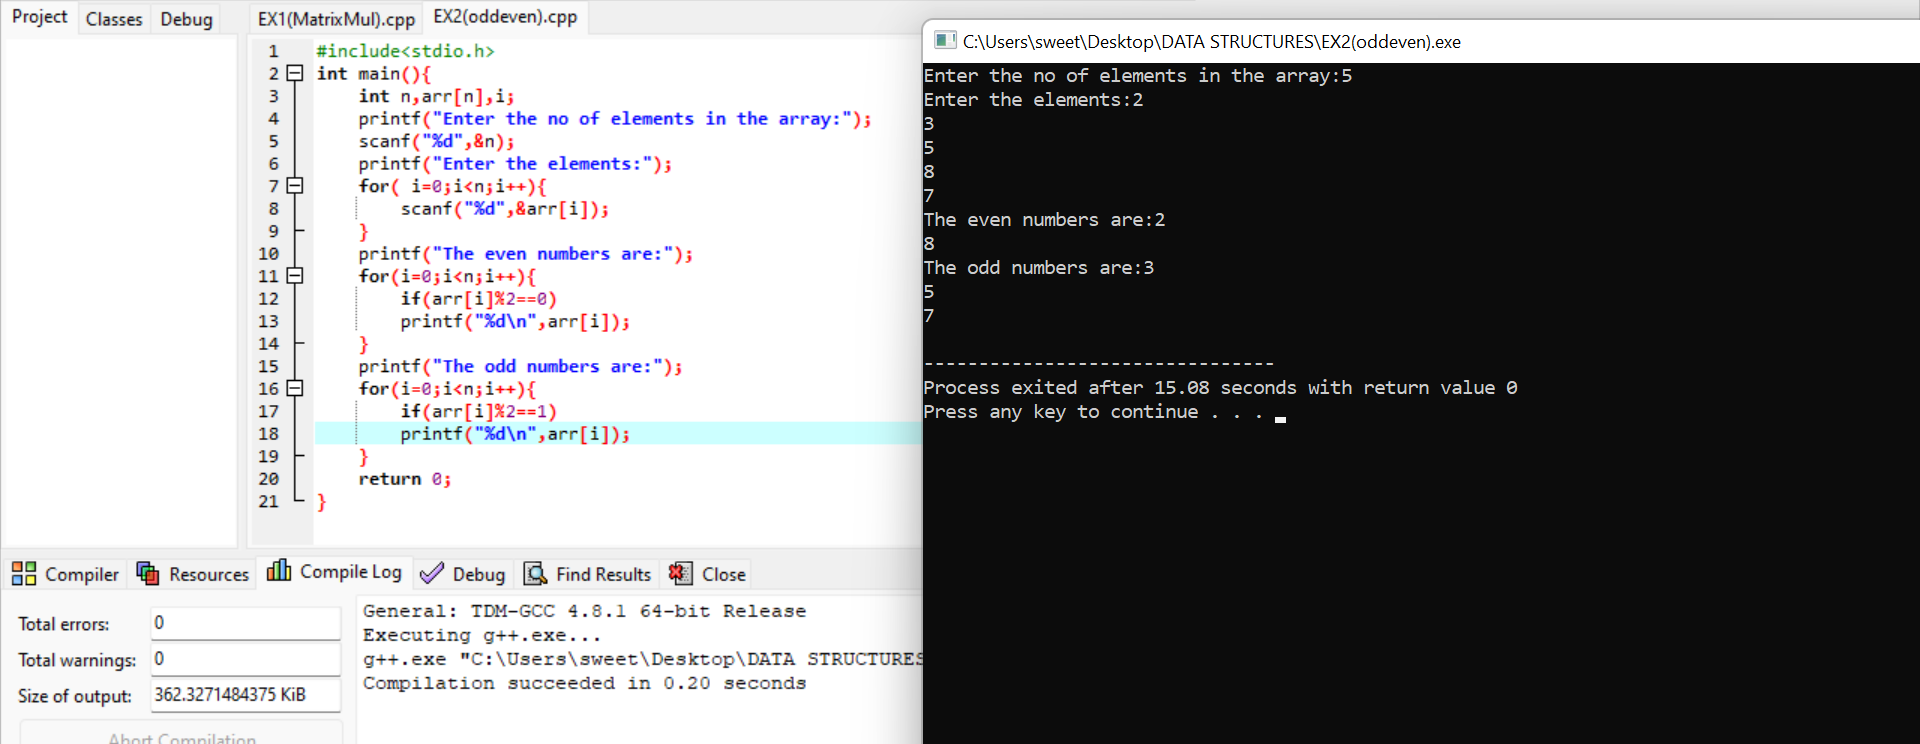 Project Classes Debug
EX1(MatrixMul).cpp EX2(oddeven).cpp
1 #include<stdio.h>
2 int main(){
3 int n,arr[n],i;
4 printf("Enter the no of elements in the array:");
5 scanf("%d",&n);
6 printf("Enter the elements:");
7 for( i=0;i<n;i++){
8 scanf("%d",&arr[i]);
9 }
10 printf("The even numbers are:");
11 for(i=0;i<n;i++){
12 if(arr[i]%2==0)
13 printf("%d\n",arr[i]);
14 }
15 printf("The odd numbers are:");
16 for(i=0;i<n;i++){
17 if(arr[i]%2==1)
18 printf("%d\n",arr[i]);
19 }
20 return 0;
21 }
C:\Users\sweet\Desktop\DATA STRUCTURES\EX2(oddeven).exe
Enter the no of elements in the array:5
Enter the elements:2
3
5
8
7
The even numbers are:2
8
The odd numbers are:3
5
7
--------------------------------
Process exited after 15.08 seconds with return value 0
Press any key to continue . . .
Compiler Resources Compile Log Debug Find Results Close
Total errors: 0
Total warnings: 0
Size of output: 362.3271484375 KiB
Abort Compilation
General: TDM-GCC 4.8.1 64-bit Release
Executing g++.exe...
g++.exe "C:\Users\sweet\Desktop\DATA STRUCTURES
Compilation succeeded in 0.20 seconds